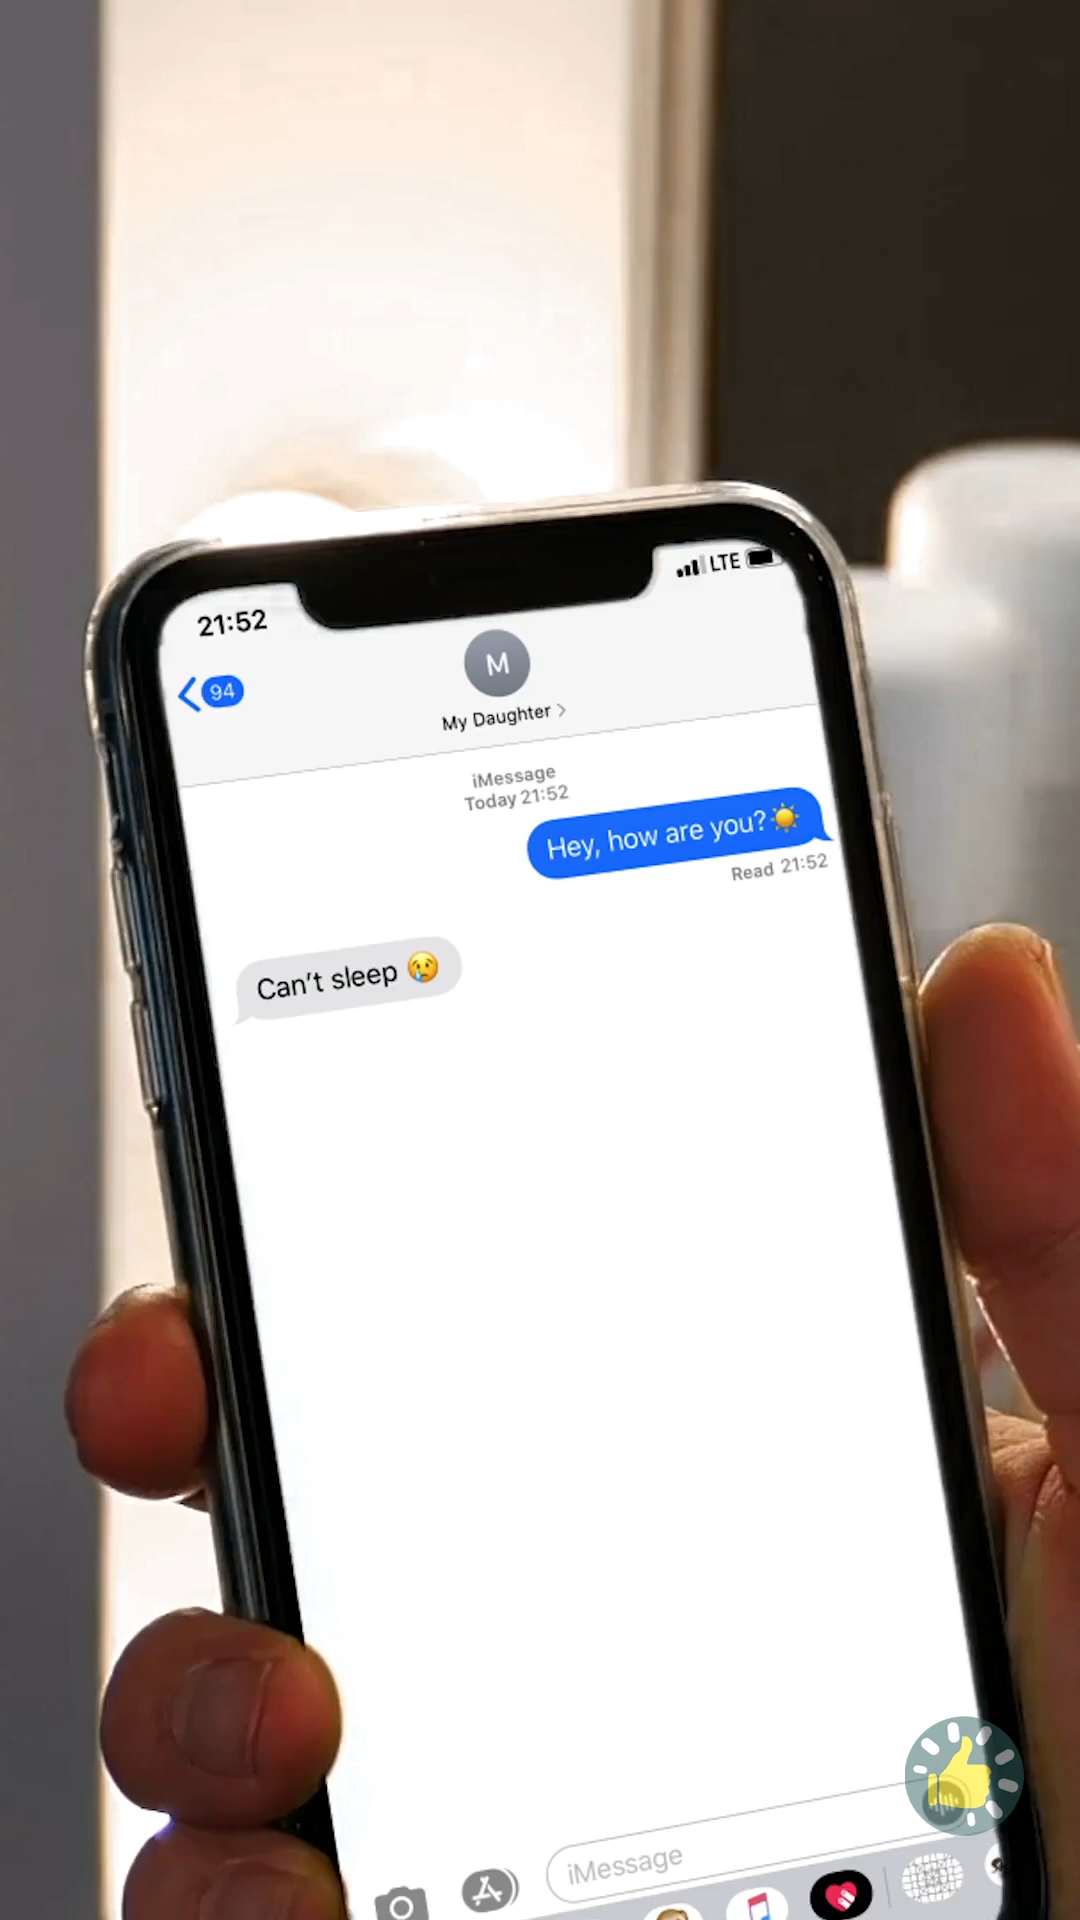 21:52
LTE
94
M
My Daughter
iMessage
Today 21:52
Hey, how are you?☀️
Read 21:52
Can't sleep 😢
iMessage